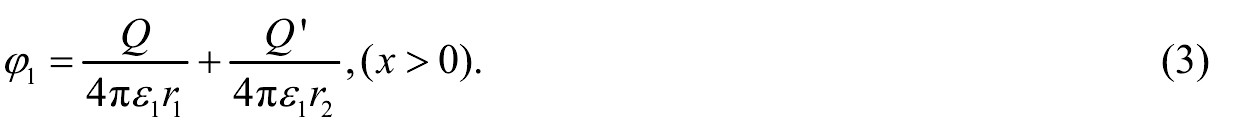 φ₁ = Q/(4πε₁r₁) + Q'/(4πε₁r₂), (x > 0). (3)